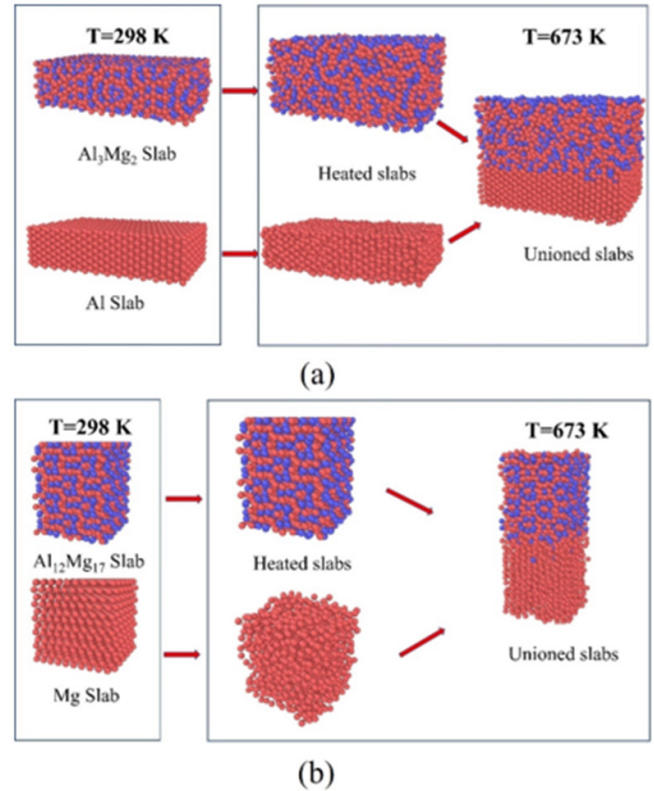 T=298 K
T=673 K
Al₃Mg₂ Slab
Heated slabs
Al Slab
Unioned slabs
(a)
T=298 K
T=673 K
Al₁₂Mg₁₇ Slab
Heated slabs
Mg Slab
Unioned slabs
(b)